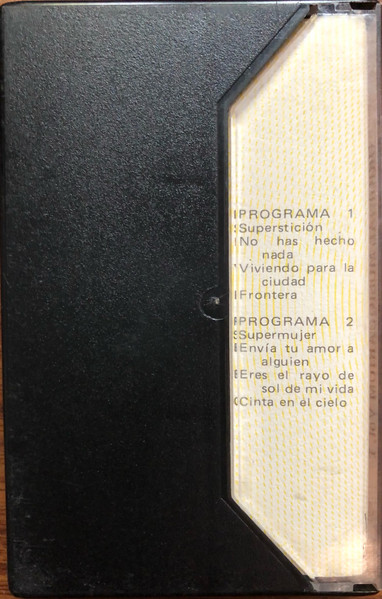 PROGRAMA 1
Superstición
No has hecho
nada
Viviendo para la
ciudad
Frontera
PROGRAMA 2
Supermujer
Envía tu amor a
alguien
Eres el rayo de
sol de mi vida
Cinta en el cielo